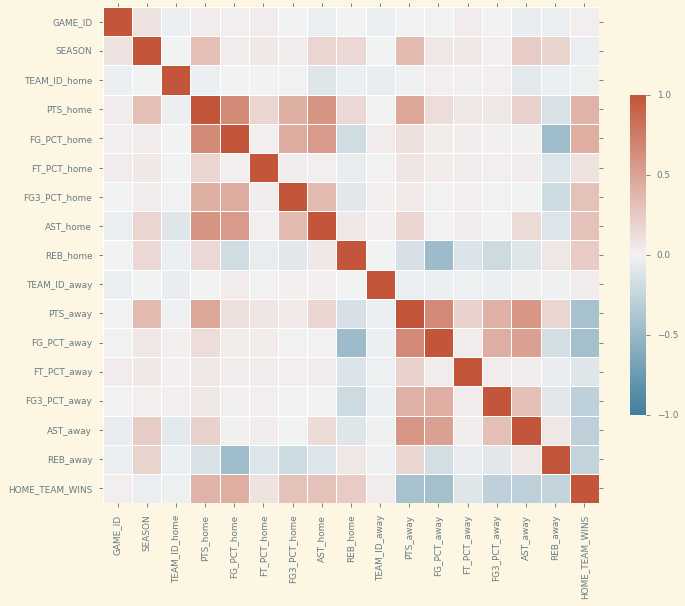 GAME_ID
SEASON
TEAM_ID_home
PTS_home
FG_PCT_home
FT_PCT_home
FG3_PCT_home
AST_home
REB_home
TEAM_ID_away
PTS_away
FG_PCT_away
FT_PCT_away
FG3_PCT_away
AST_away
REB_away
HOME_TEAM_WINS
GAME_ID
SEASON
TEAM_ID_home
PTS_home
FG_PCT_home
FT_PCT_home
FG3_PCT_home
AST_home
REB_home
TEAM_ID_away
PTS_away
FG_PCT_away
FT_PCT_away
FG3_PCT_away
AST_away
REB_away
HOME_TEAM_WINS
1.0
0.5
0.0
−0.5
−1.0